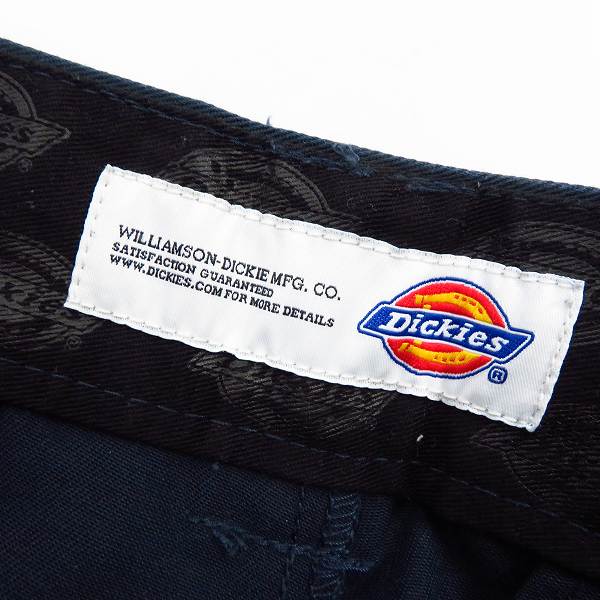 WILLIAMSON-DICKIE MFG. CO.
SATISFACTION GUARANTEED
WWW.DICKIES.COM FOR MORE DETAILS
Dickies
®